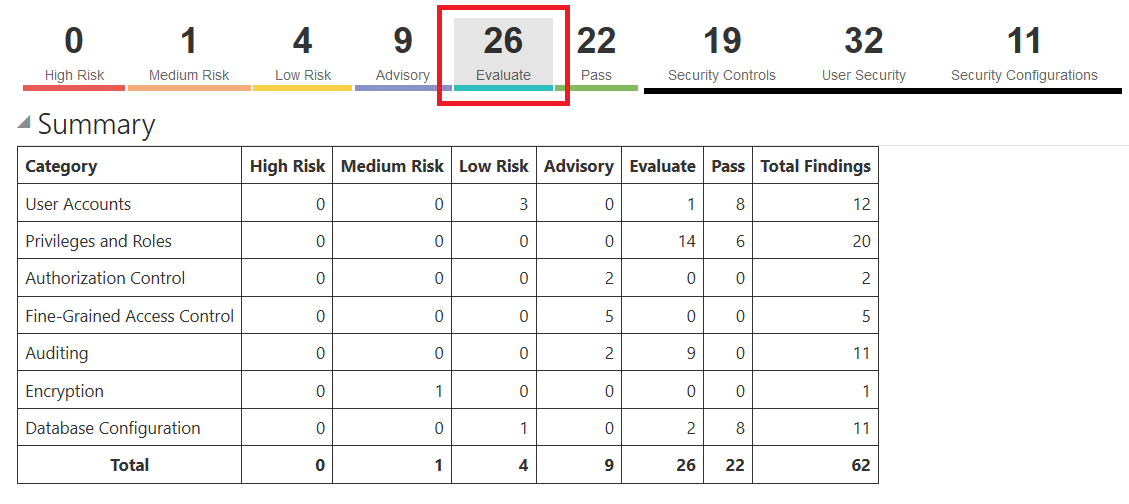 0 1 4 9 26 22 19 32 11
High Risk Medium Risk Low Risk Advisory Evaluate Pass Security Controls User Security Security Configurations
Summary
Category High Risk Medium Risk Low Risk Advisory Evaluate Pass Total Findings
User Accounts 0 0 3 0 1 8 12
Privileges and Roles 0 0 0 0 14 6 20
Authorization Control 0 0 0 2 0 0 2
Fine-Grained Access Control 0 0 0 5 0 0 5
Auditing 0 0 0 2 9 0 11
Encryption 0 1 0 0 0 0 1
Database Configuration 0 0 1 0 2 8 11
Total 0 1 4 9 26 22 62